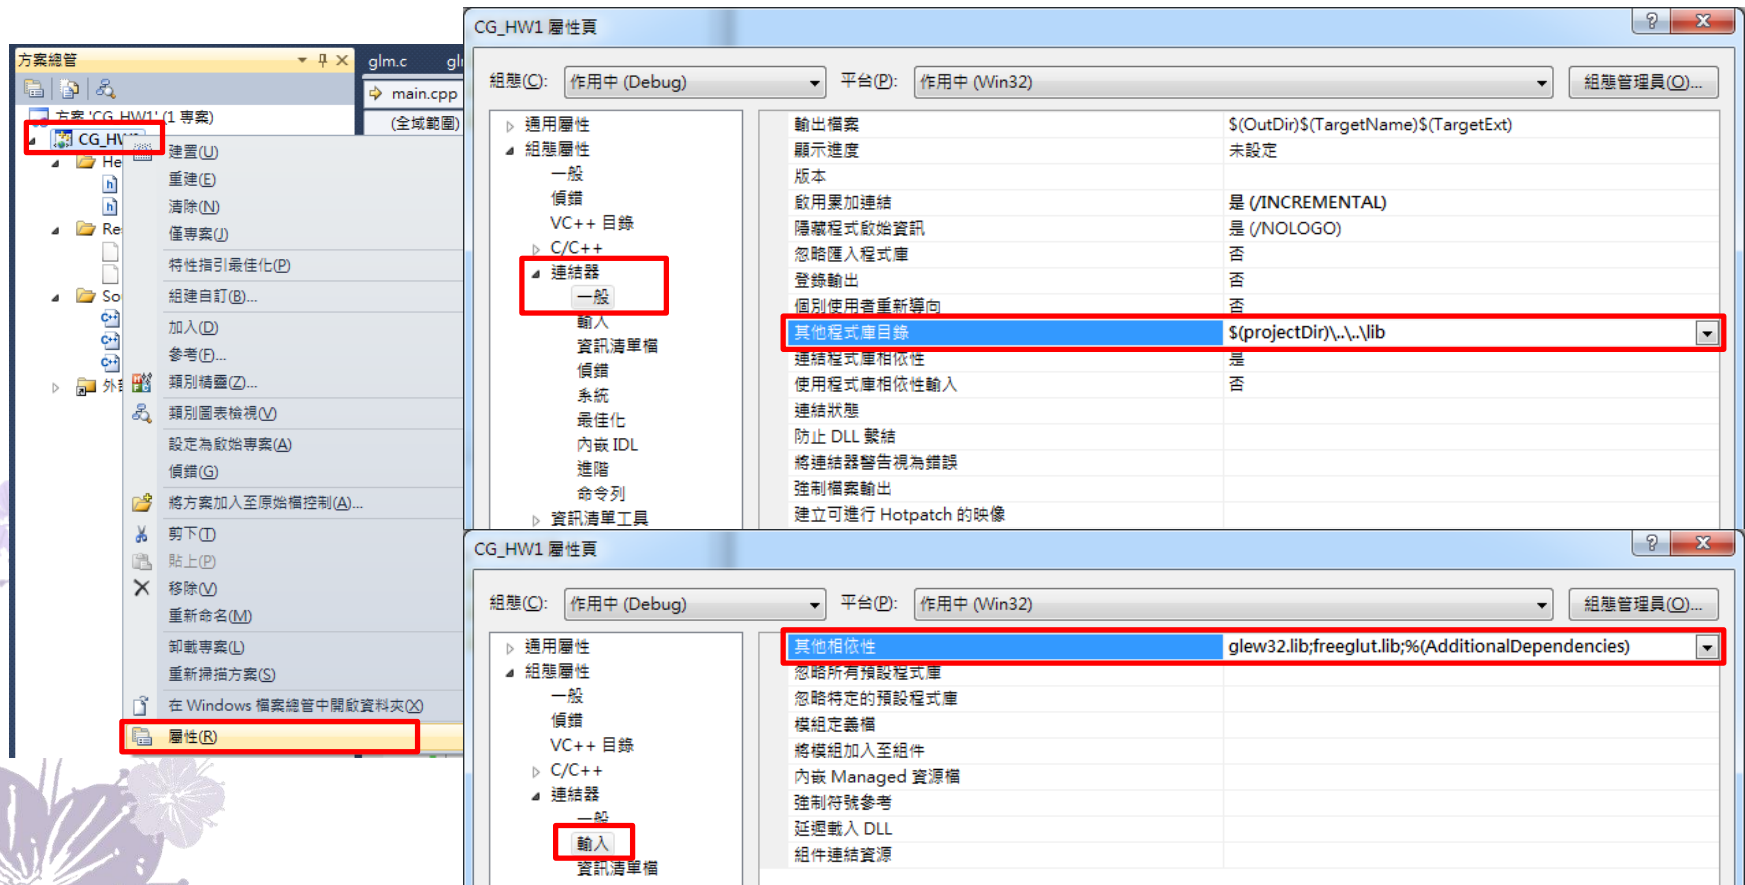 方案總管
方案 'CG_HW1' (1 專案)
CG_HW1
He
Re
So
外部
glm.c
main.cpp
(全域範圍)
建置(U)
重建(E)
清除(N)
僅專案(J)
特性指引最佳化(P)
組建自訂(B)...
加入(D)
參考(F)...
類別精靈(Z)...
類別圖表檢視(V)
設定為啟始專案(A)
偵錯(G)
將方案加入至原始檔控制(A)...
剪下(T)
貼上(P)
移除(V)
重新命名(M)
卸載專案(L)
重新掃描方案(S)
在 Windows 檔案總管中開啟資料夾(X)
屬性(R)
CG_HW1 屬性頁
組態(C): 作用中 (Debug) 平台(P): 作用中 (Win32) 組態管理員(O)...
通用屬性
組態屬性
一般
偵錯
VC++ 目錄
C/C++
連結器
一般
輸入
資訊清單檔
偵錯
系統
最佳化
內嵌 IDL
進階
命令列
資訊清單工具
輸出檔案 $(OutDir)$(TargetName)$(TargetExt)
顯示進度 未設定
版本
啟用累加連結 是 (/INCREMENTAL)
隱藏程式啟始資訊 是 (/NOLOGO)
忽略匯入程式庫 否
登錄輸出 否
個別使用者重新導向 否
其他程式庫目錄 $(projectDir)\..\..\lib
連結程式庫相依性 是
使用程式庫相依性輸入 否
連結狀態
防止 DLL 繫結
將連結器警告視為錯誤
強制檔案輸出
建立可進行 Hotpatch 的映像
CG_HW1 屬性頁
組態(C): 作用中 (Debug) 平台(P): 作用中 (Win32) 組態管理員(O)...
通用屬性
組態屬性
一般
偵錯
VC++ 目錄
C/C++
連結器
一般
輸入
資訊清單檔
其他相依性 glew32.lib;freeglut.lib;%(AdditionalDependencies)
忽略所有預設程式庫
忽略特定的預設程式庫
模組定義檔
將模組加入至組件
內嵌 Managed 資源檔
強制符號參考
延遲載入 DLL
組件連結資源